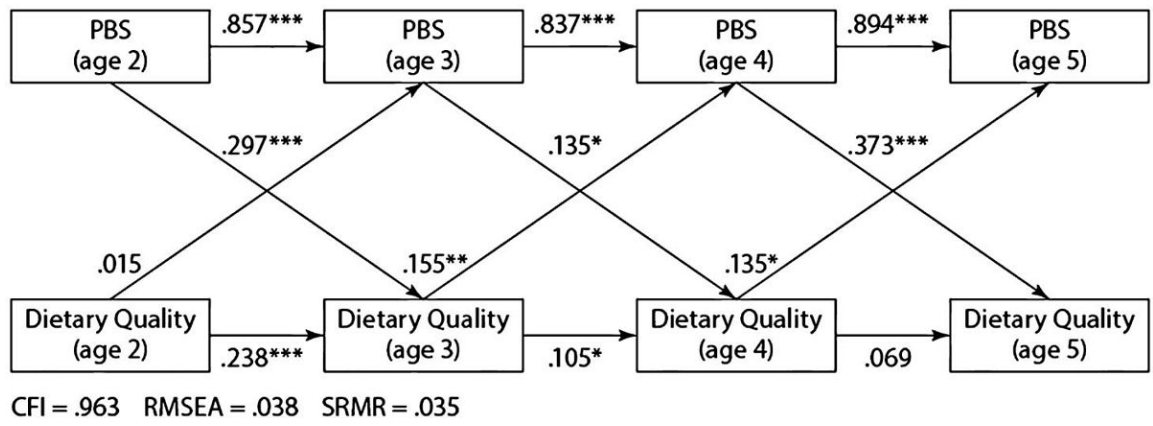 PBS
(age 2)
.857***
PBS
(age 3)
.837***
PBS
(age 4)
.894***
PBS
(age 5)
.297***
.135*
.373***
.015
.155**
.135*
Dietary Quality
(age 2)
.238***
Dietary Quality
(age 3)
.105*
Dietary Quality
(age 4)
.069
Dietary Quality
(age 5)
CFI = .963 RMSEA = .038 SRMR = .035